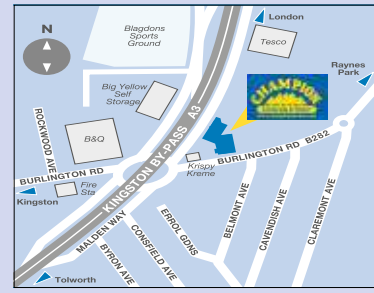 London
N
Blagdons
Sports
Ground
Tesco
Raynes
Park
Big Yellow
Self
Storage
CHAMPION
KINGSTON BY-PASS A3
ROCKWOOD AVE
B&Q
BURLINGTON RD B282
BURLINGTON RD
Krispy
Kreme
Fire
Sta
Kingston
MALDEN WAY
BYRON AVE
CONSFIELD AVE
ERROL GDNS
BELMONT AVE
CAVENDISH AVE
CLAREMONT AVE
Tolworth